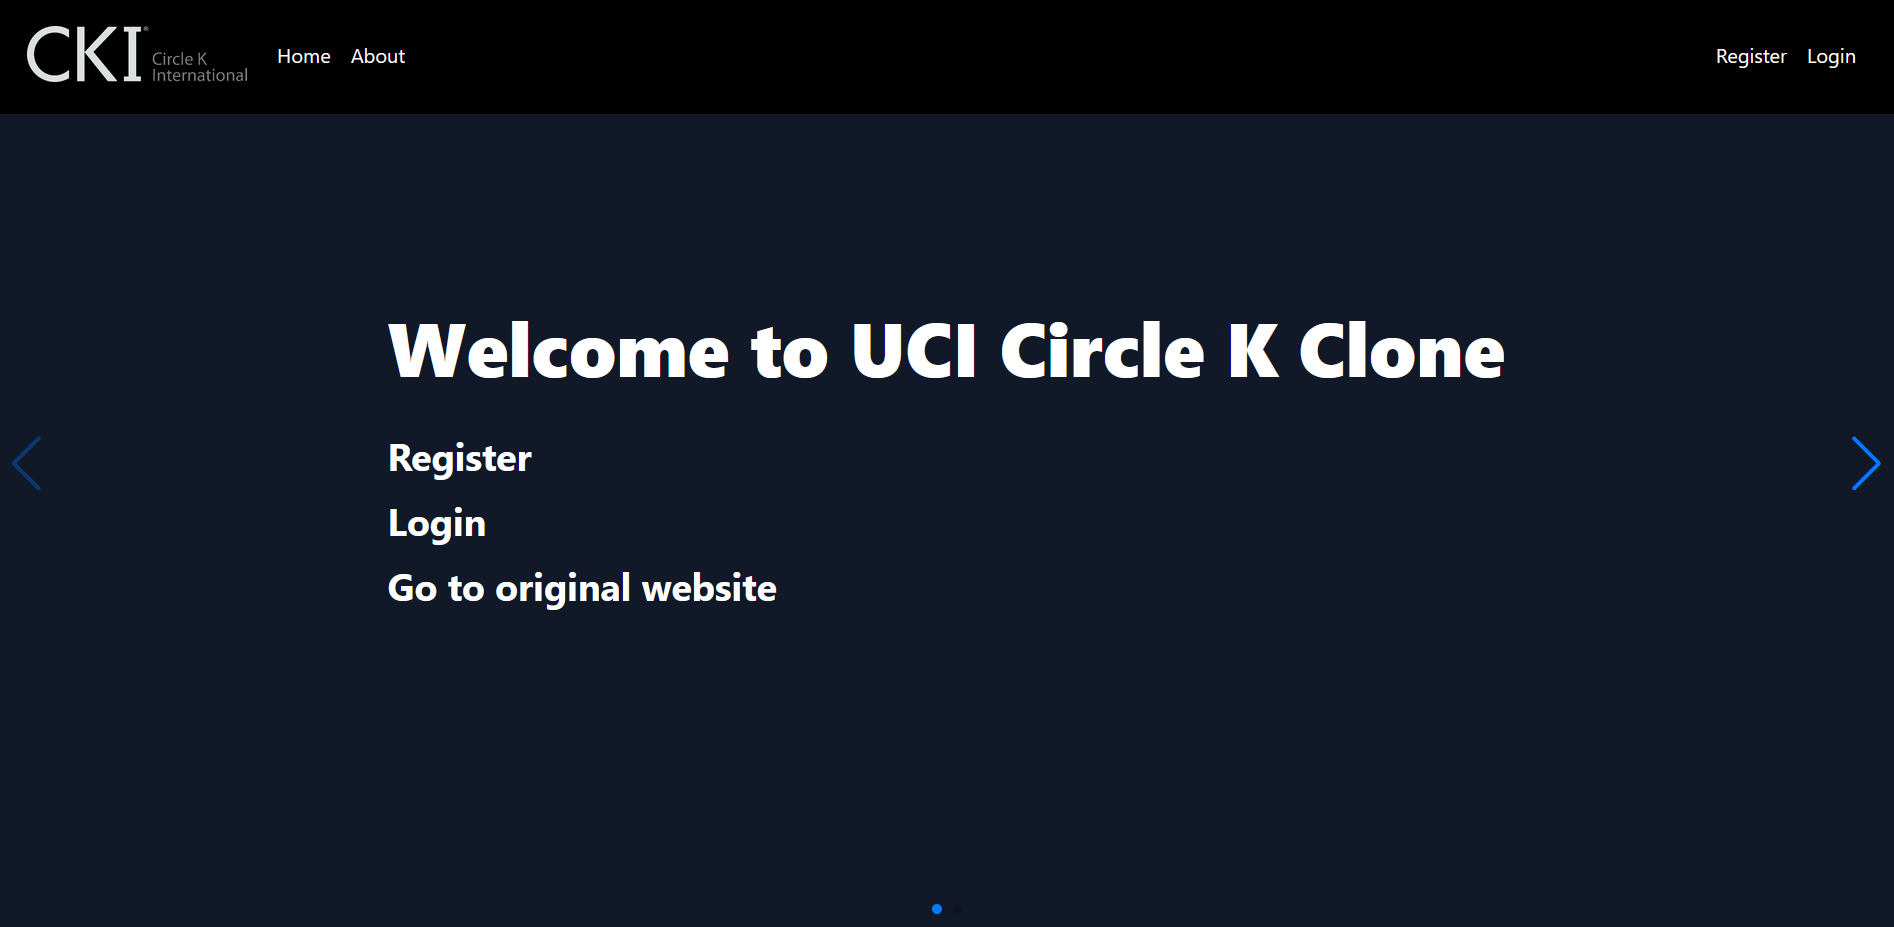 CKI® Circle K
International
Home About
Register Login
Welcome to UCI Circle K Clone
Register
Login
Go to original website